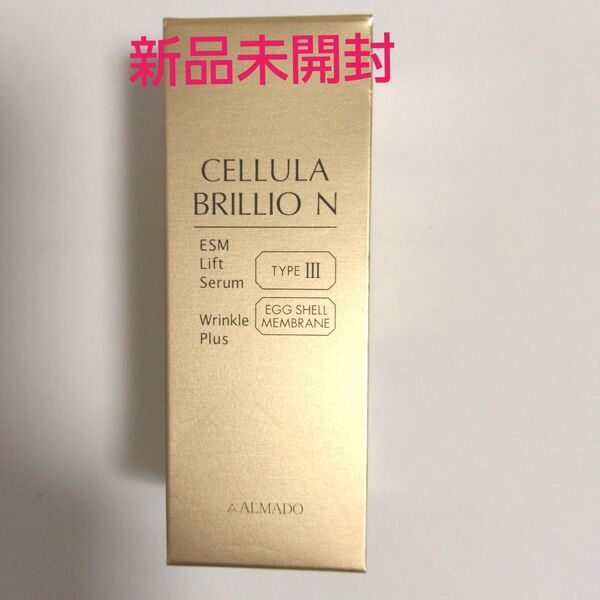 新品未開封
CELLULA
BRILLIO N
ESM
Lift
Serum
TYPE III
Wrinkle
Plus
EGG SHELL
MEMBRANE
ALMADO